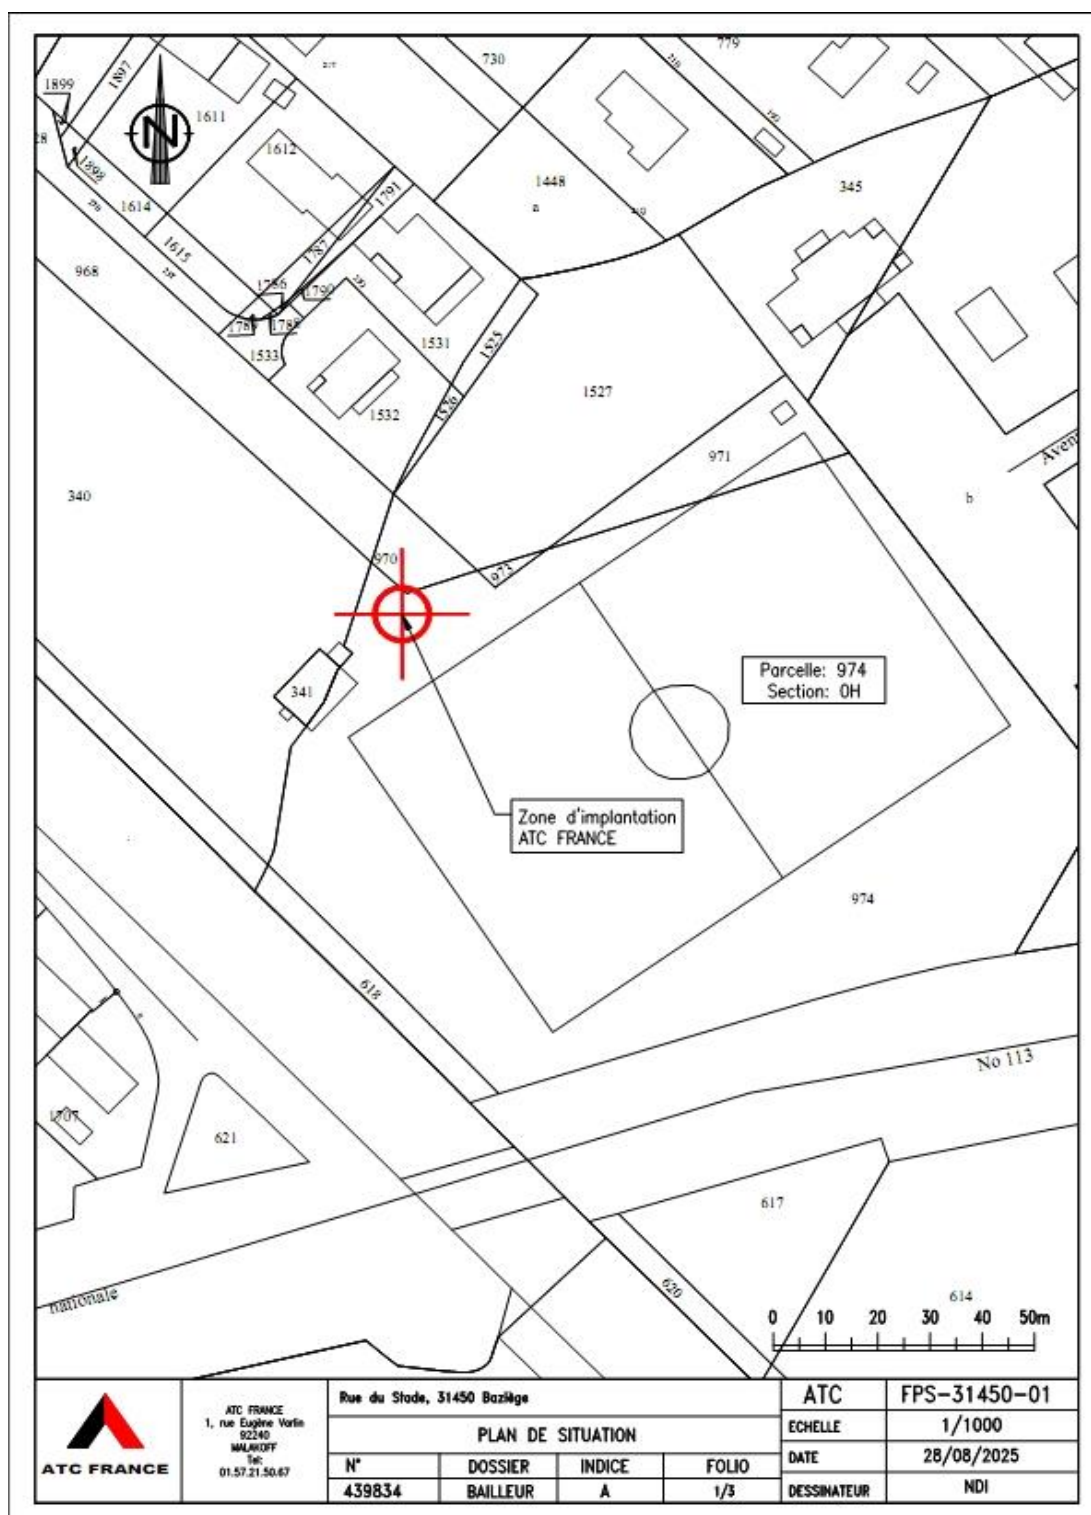 779
730
217
210
1899
1897
1611
28
1612
192
1448
345
1898
1791
a
210
1614
1787
1615
968
1786
1790
1788
1533
1531
1525
1527
1532
1526
971
Aven
340
b
970
973
Parcelle: 974
Section: 0H
341
Zone d'implantation
ATC FRANCE
974
618
No 113
1707
621
617
nationale
620
614
0 10 20 30 40 50m
ATC FRANCE
ATC FRANCE
1, rue Eugène Varlin
92240
MALAKOFF
Tel:
01.57.21.50.67
Rue du Stade, 31450 Baziège
PLAN DE SITUATION
N° DOSSIER INDICE FOLIO
439834 BAILLEUR A 1/3
ATC FPS-31450-01
ECHELLE 1/1000
DATE 28/08/2025
DESSINATEUR NDI